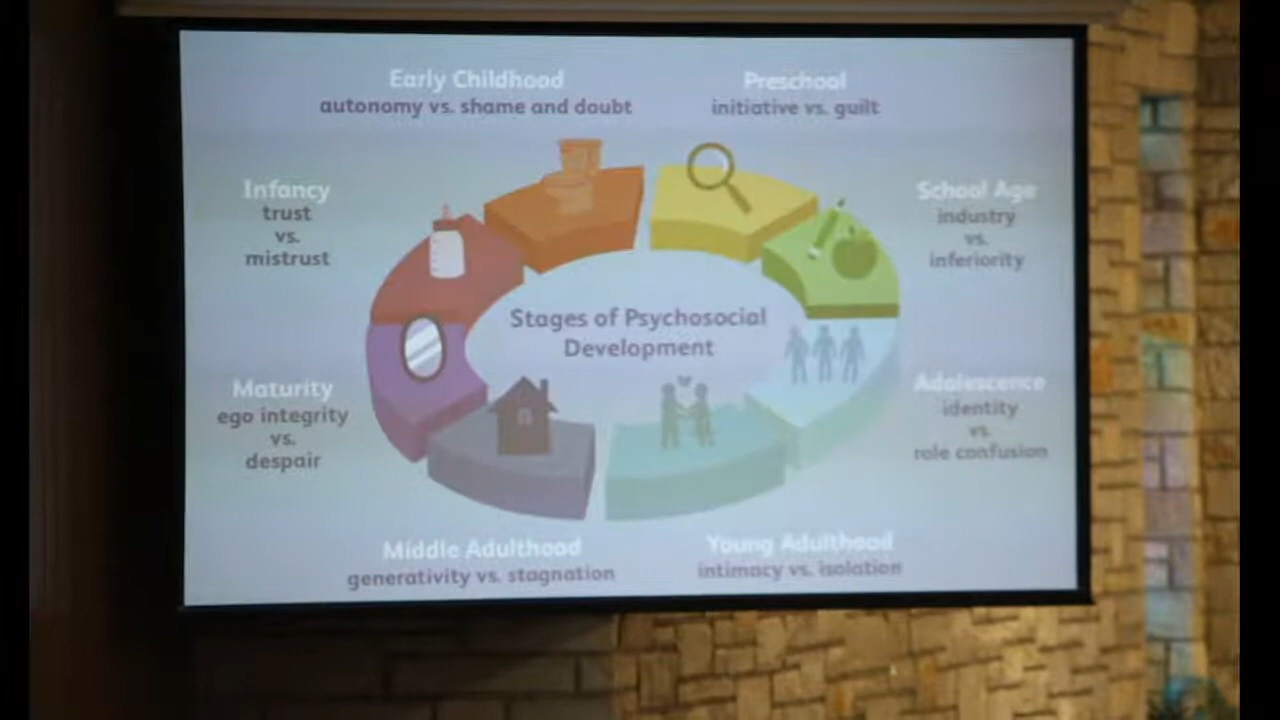 Early Childhood
autonomy vs. shame and doubt
Preschool
initiative vs. guilt
Infancy
trust
vs.
mistrust
School Age
industry
vs.
inferiority
Stages of Psychosocial
Development
Maturity
ego integrity
vs.
despair
Adolescence
identity
vs.
role confusion
Middle Adulthood
generativity vs. stagnation
Young Adulthood
intimacy vs. isolation